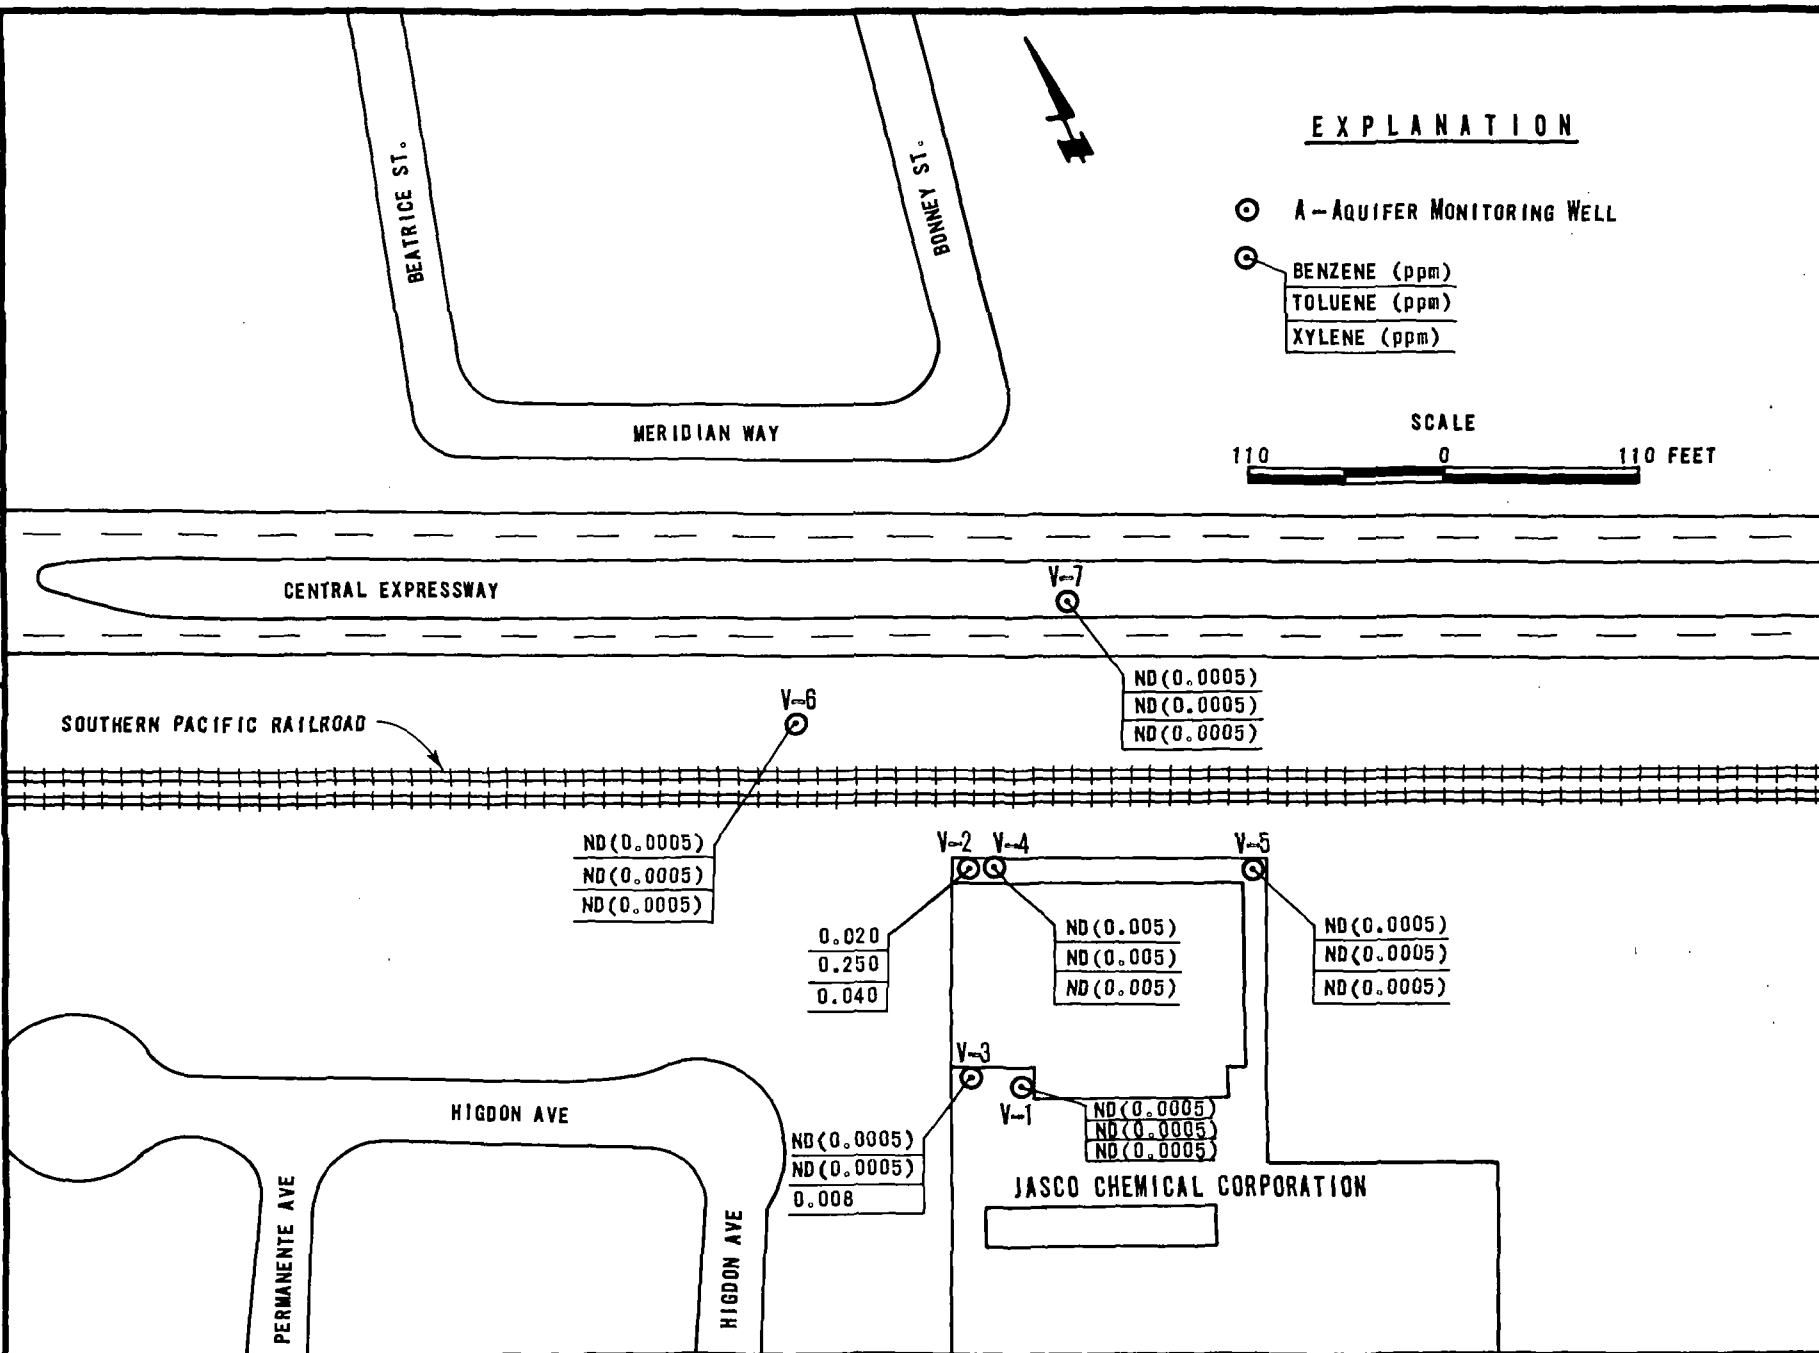 EXPLANATION
A-AQUIFER MONITORING WELL
BENZENE (ppm)
TOLUENE (ppm)
XYLENE (ppm)
SCALE
110 0 110 FEET
BEATRICE ST.
BONNEY ST.
MERIDIAN WAY
CENTRAL EXPRESSWAY
V-7
ND(0.0005)
ND(0.0005)
ND(0.0005)
V-6
SOUTHERN PACIFIC RAILROAD
ND(0.0005)
ND(0.0005)
ND(0.0005)
V-2
V-4
V-5
0.020
0.250
0.040
ND(0.005)
ND(0.005)
ND(0.005)
ND(0.0005)
ND(0.0005)
ND(0.0005)
V-3
V-1
ND(0.0005)
ND(0.0005)
0.008
ND(0.0005)
ND(0.0005)
ND(0.0005)
JASCO CHEMICAL CORPORATION
HIGDON AVE
PERMANENTE AVE
HIGDON AVE